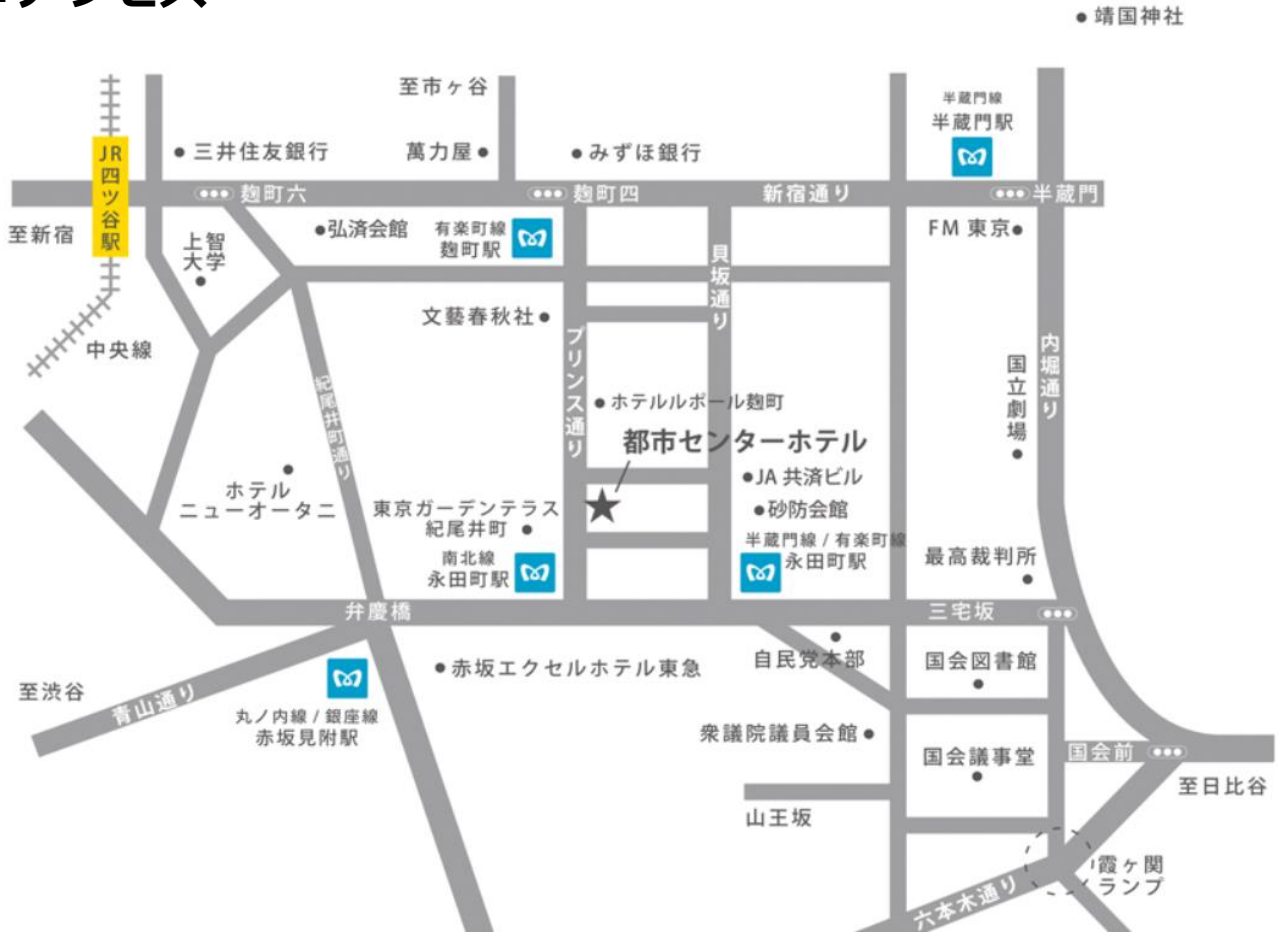 アクセス
靖国神社
至市ヶ谷
半蔵門線
半蔵門駅
JR四ツ谷駅
三井住友銀行
萬力屋
みずほ銀行
麹町六
麹町四
新宿通り
半蔵門
至新宿
上智
大学
弘済会館
有楽町線
麹町駅
貝坂通り
FM 東京
中央線
文藝春秋社
プリンス通り
内堀通り
国立劇場
紀尾井町通り
ホテルルポール麹町
都市センターホテル
JA 共済ビル
ホテル
ニューオータニ
東京ガーデンテラス
紀尾井町
砂防会館
南北線
永田町駅
半蔵門線 / 有楽町線
永田町駅
最高裁判所
弁慶橋
三宅坂
赤坂エクセルホテル東急
自民党本部
国会図書館
至渋谷
青山通り
丸ノ内線 / 銀座線
赤坂見附駅
衆議院議員会館
国会議事堂
国会前
至日比谷
山王坂
霞ヶ関
ランプ
六本木通り